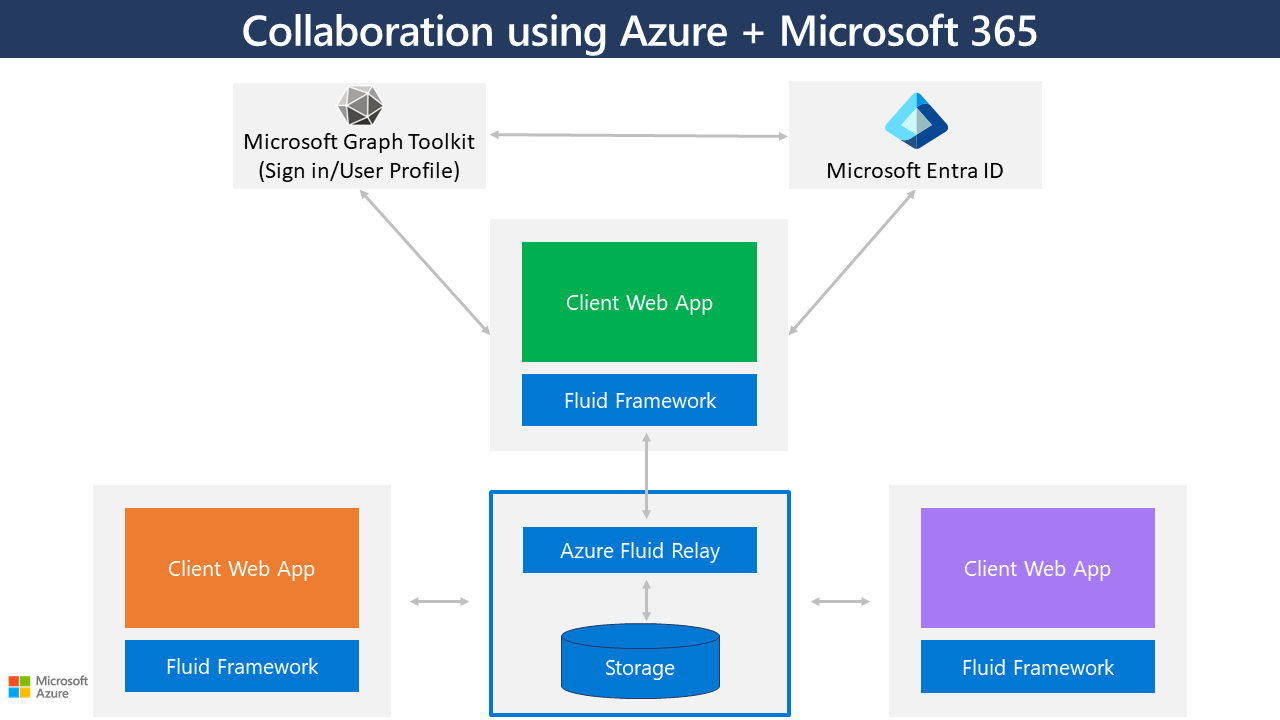 Collaboration using Azure + Microsoft 365
Microsoft Graph Toolkit
(Sign in/User Profile)
Microsoft Entra ID
Client Web App
Fluid Framework
Client Web App
Fluid Framework
Azure Fluid Relay
Storage
Client Web App
Fluid Framework
Microsoft
Azure